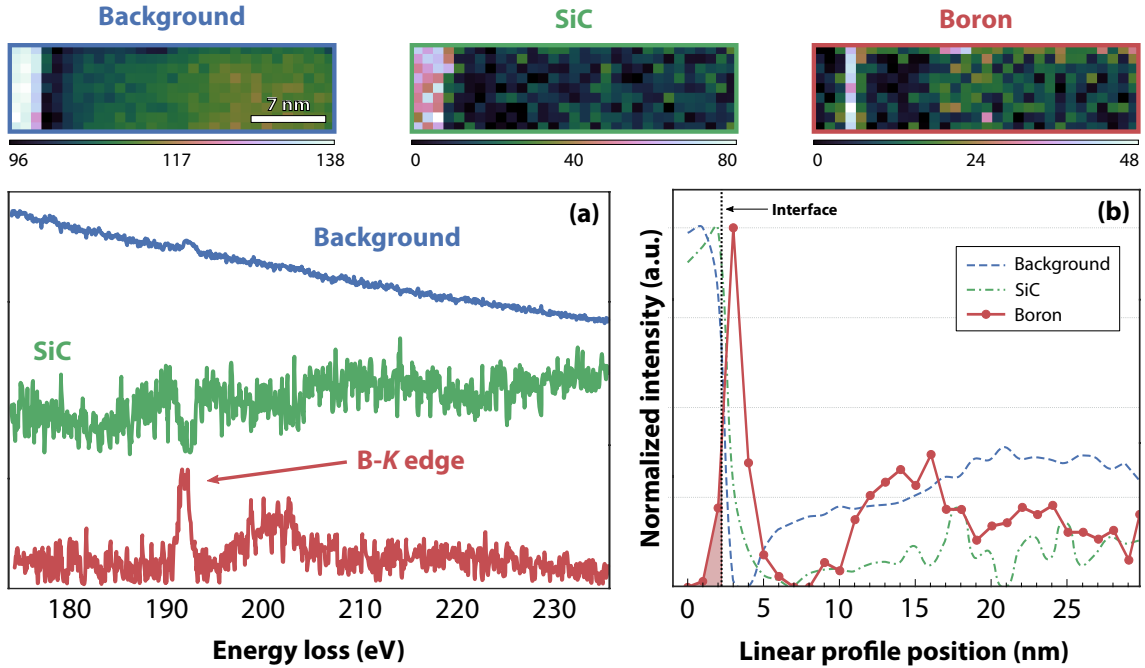 Background
SiC
Boron
7 nm
96 117 138
0 40 80
0 24 48
(a)
Background
SiC
B-K edge
180 190 200 210 220 230
Energy loss (eV)
(b)
Interface
Background
SiC
Boron
Normalized intensity (a.u.)
0 5 10 15 20 25
Linear profile position (nm)